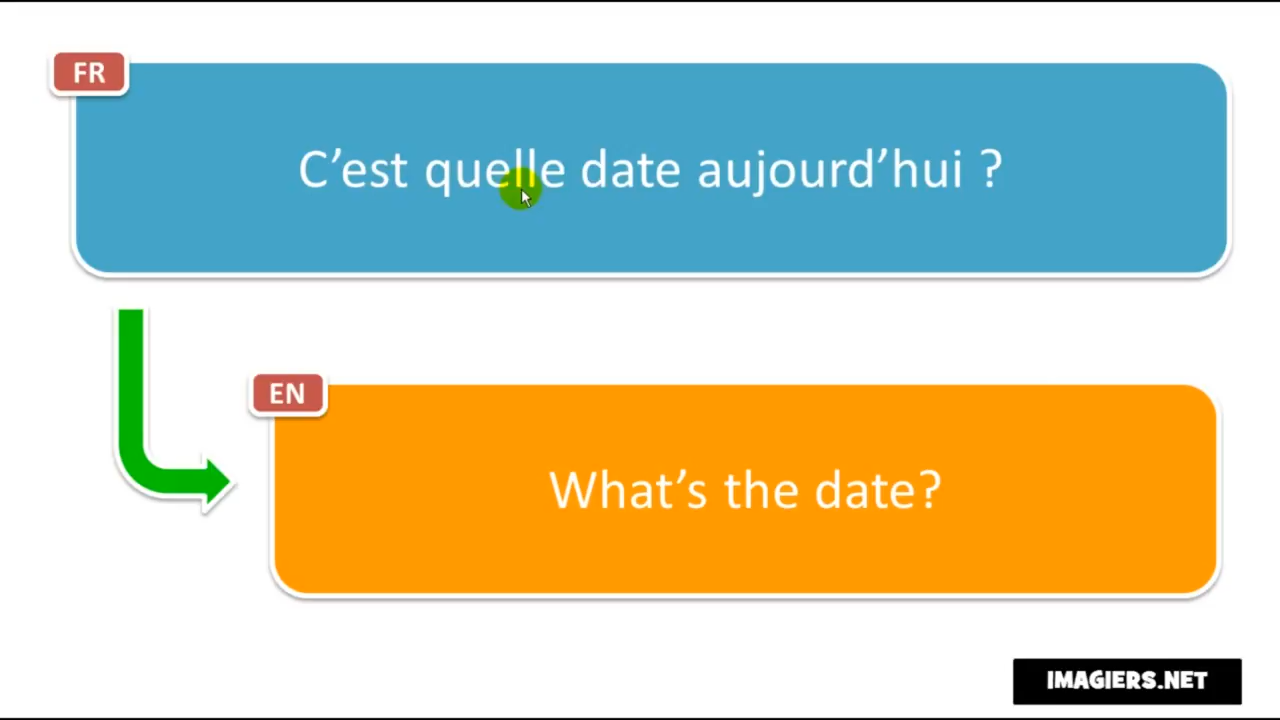 FR
C’est quelle date aujourd’hui ?
EN
What’s the date?
IMAGIERS.NET